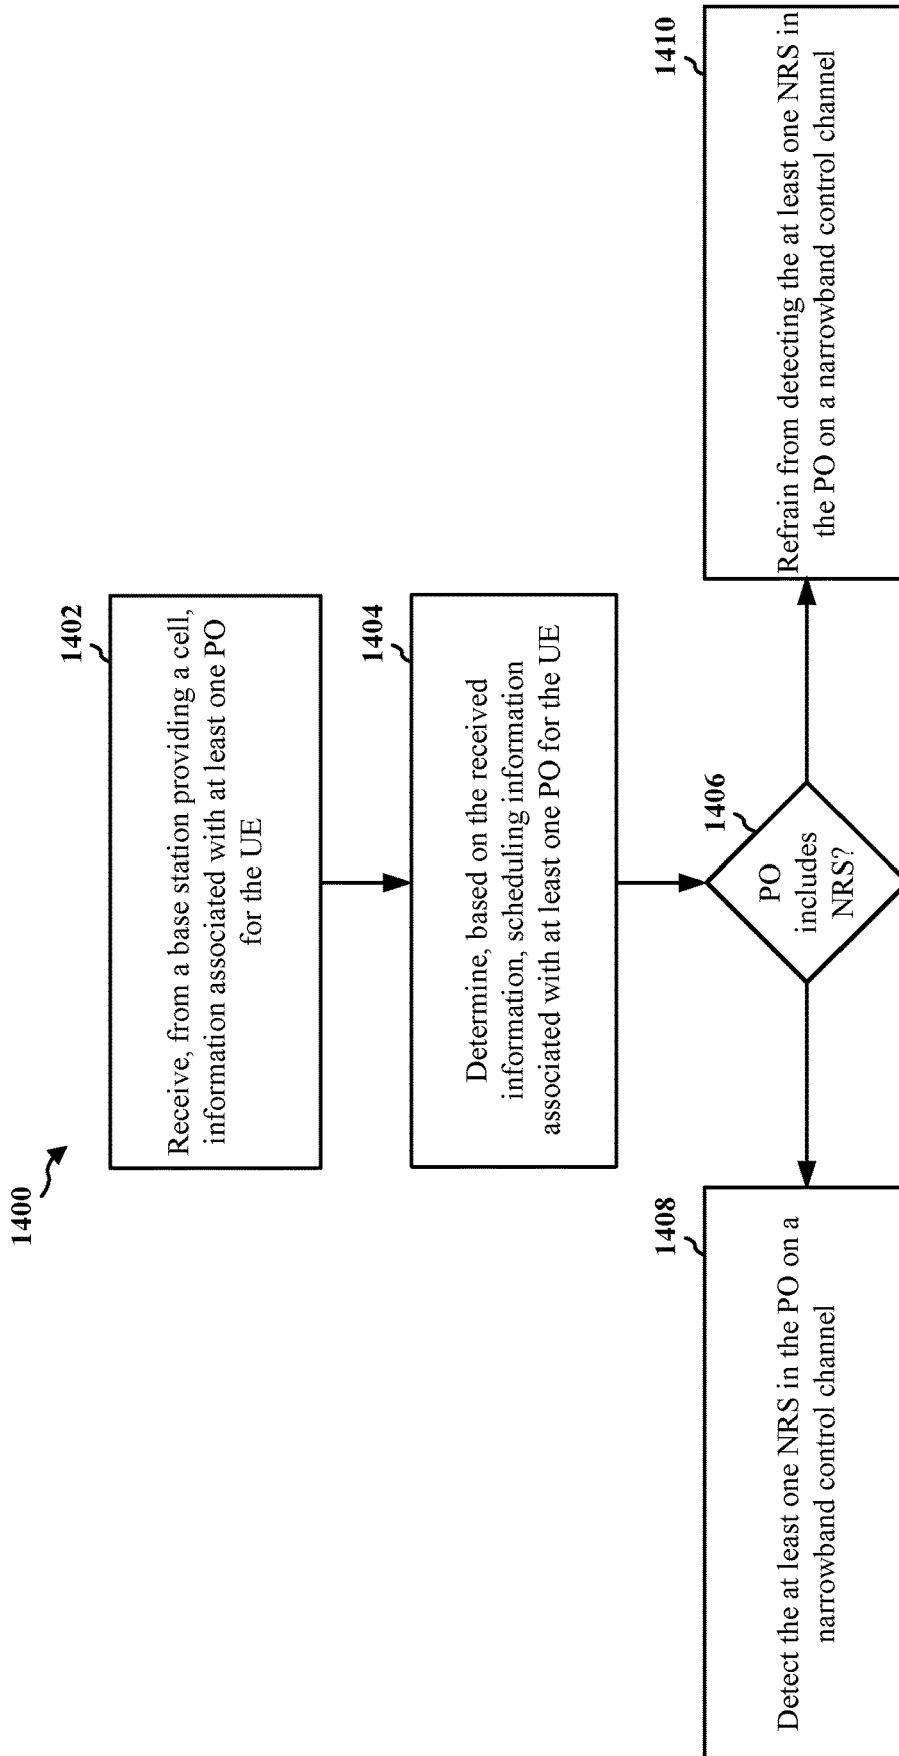 1400
1402
Receive, from a base station providing a cell,
information associated with at least one PO
for the UE
1404
Determine, based on the received
information, scheduling information
associated with at least PO for the UE
1406
PO
includes
NRS?
1408
Detect the at least one NRS in the PO on a
narrowband control channel
1410
Refrain from detecting the at least one NRS in
the PO on a narrowband control channel